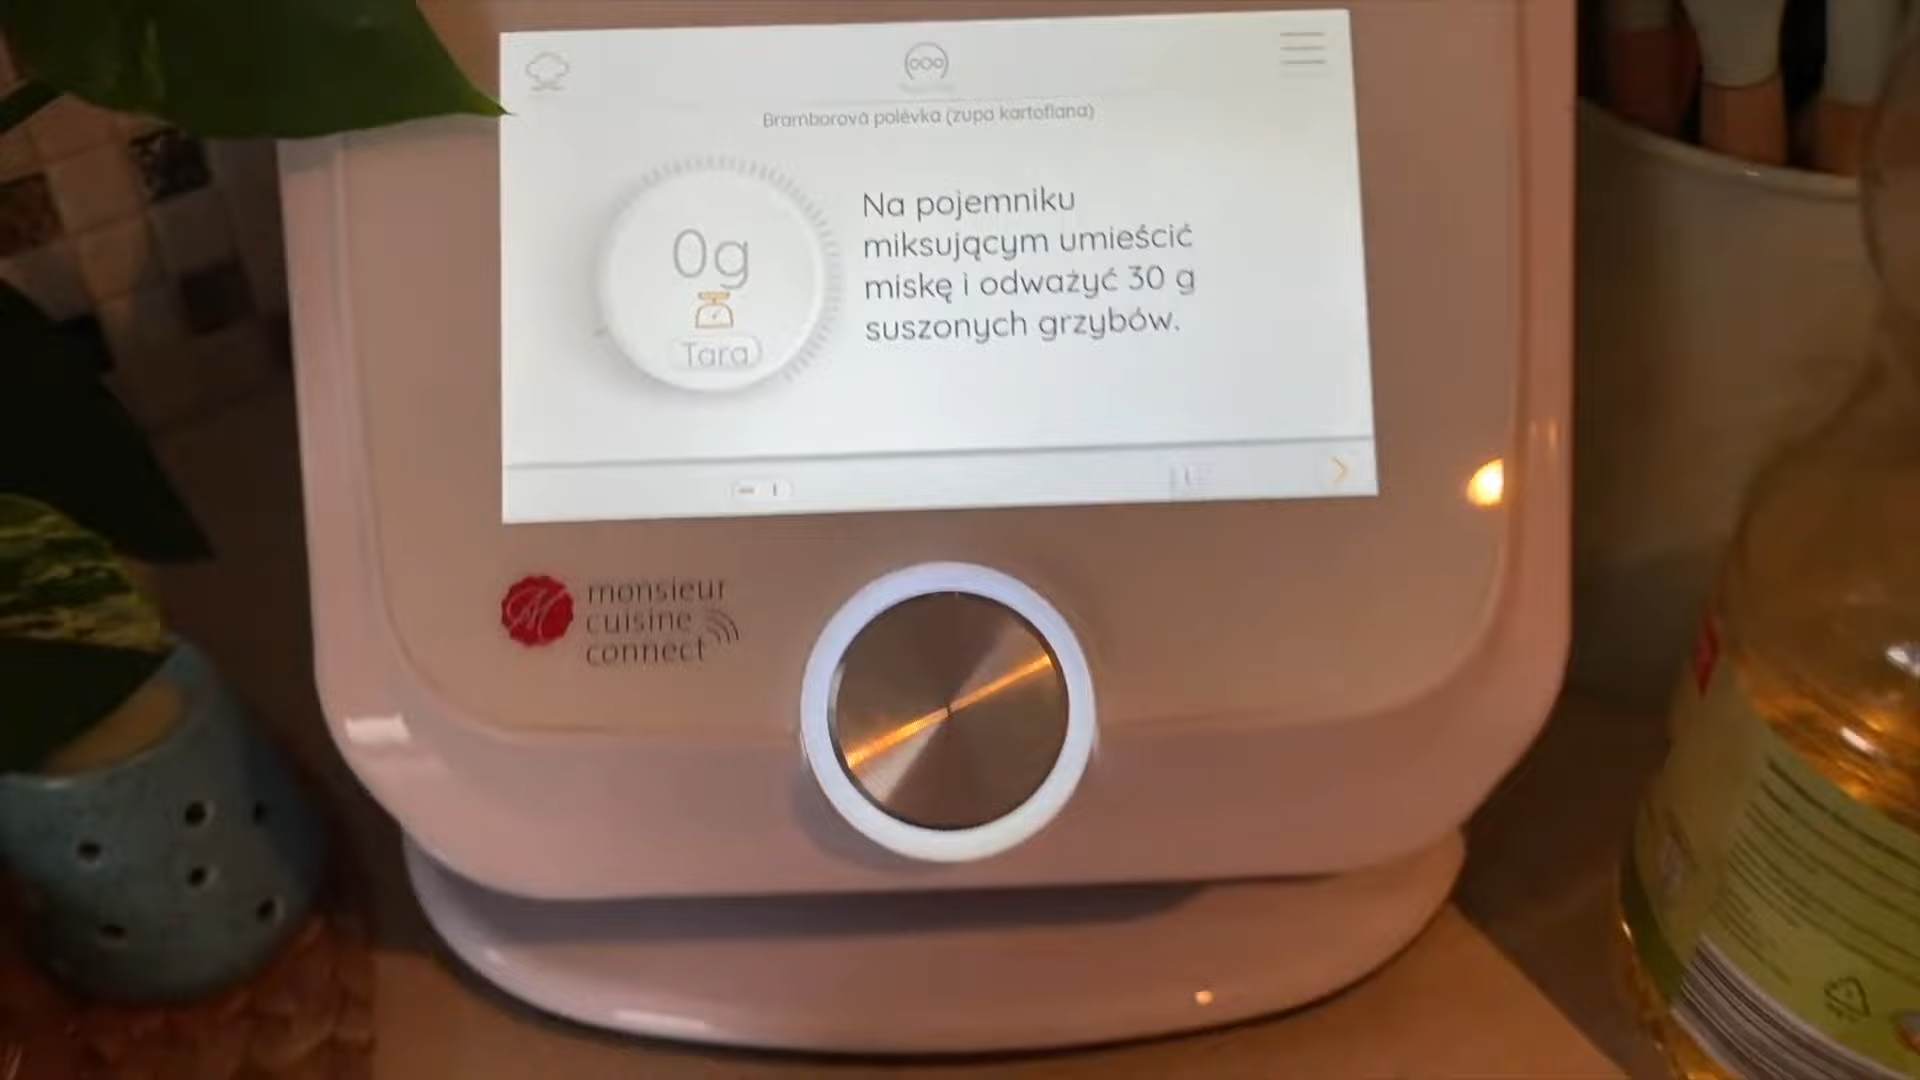 Bramborová polévka (zupa kartoflana)
0g
Tara
Na pojemniku
miksującym umieścić
miskę i odważyć 30 g
suszonych grzybów.
monsieur
cuisine
connect